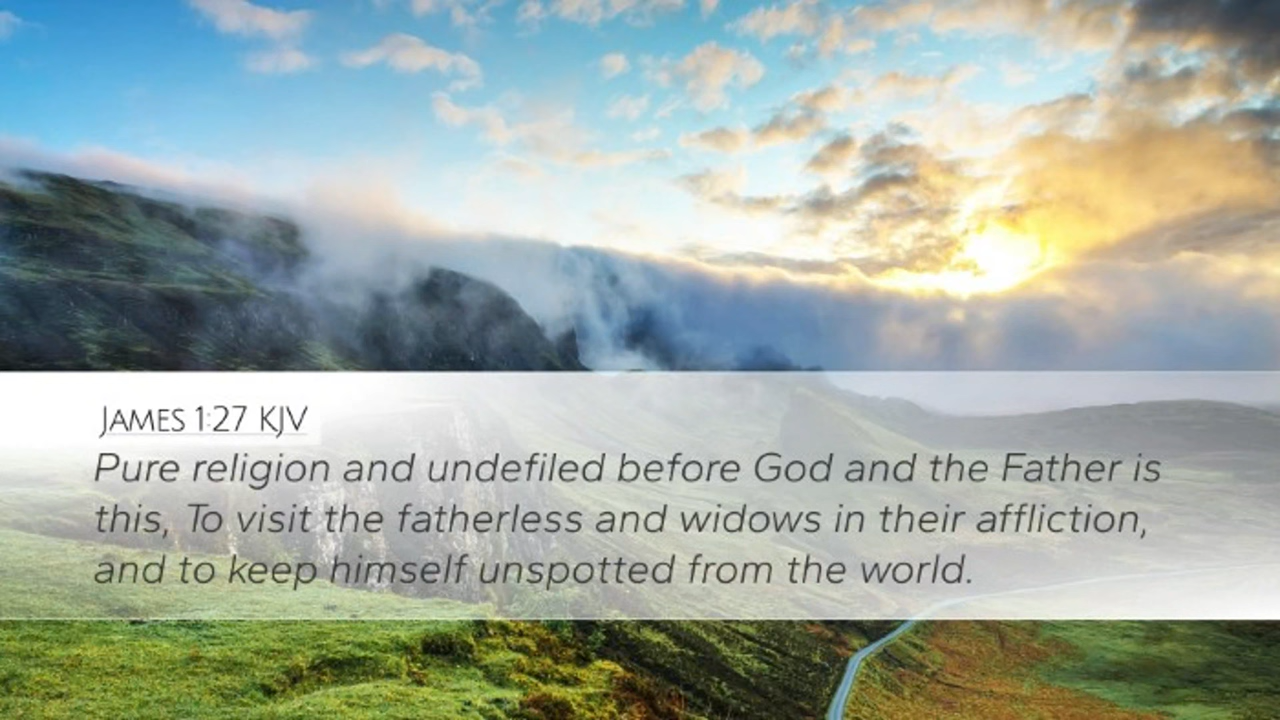 James 1:27 KJV
Pure religion and undefiled before God and the Father is
this, To visit the fatherless and widows in their affliction,
and to keep himself unspotted from the world.